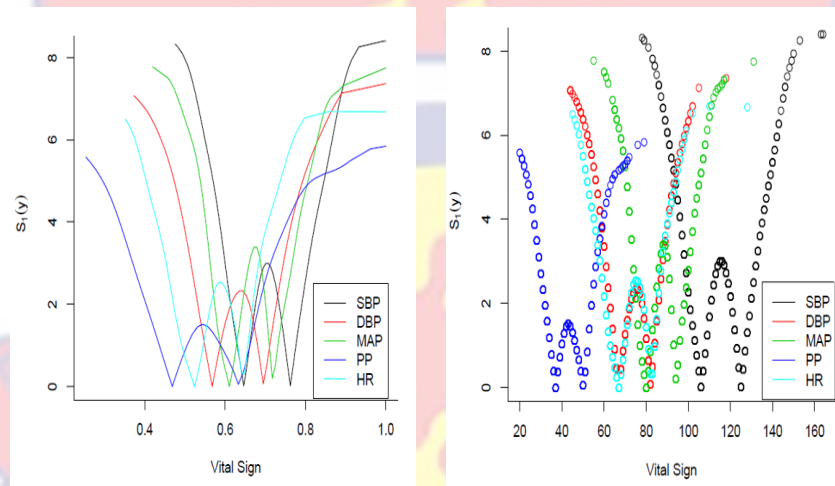 S₁(y)
8
6
4
2
0
SBP
DBP
MAP
PP
HR
0.4 0.6 0.8 1.0
Vital Sign
S₁(y)
8
6
4
2
0
SBP
DBP
MAP
PP
HR
20 40 60 80 100 120 140 160
Vital Sign